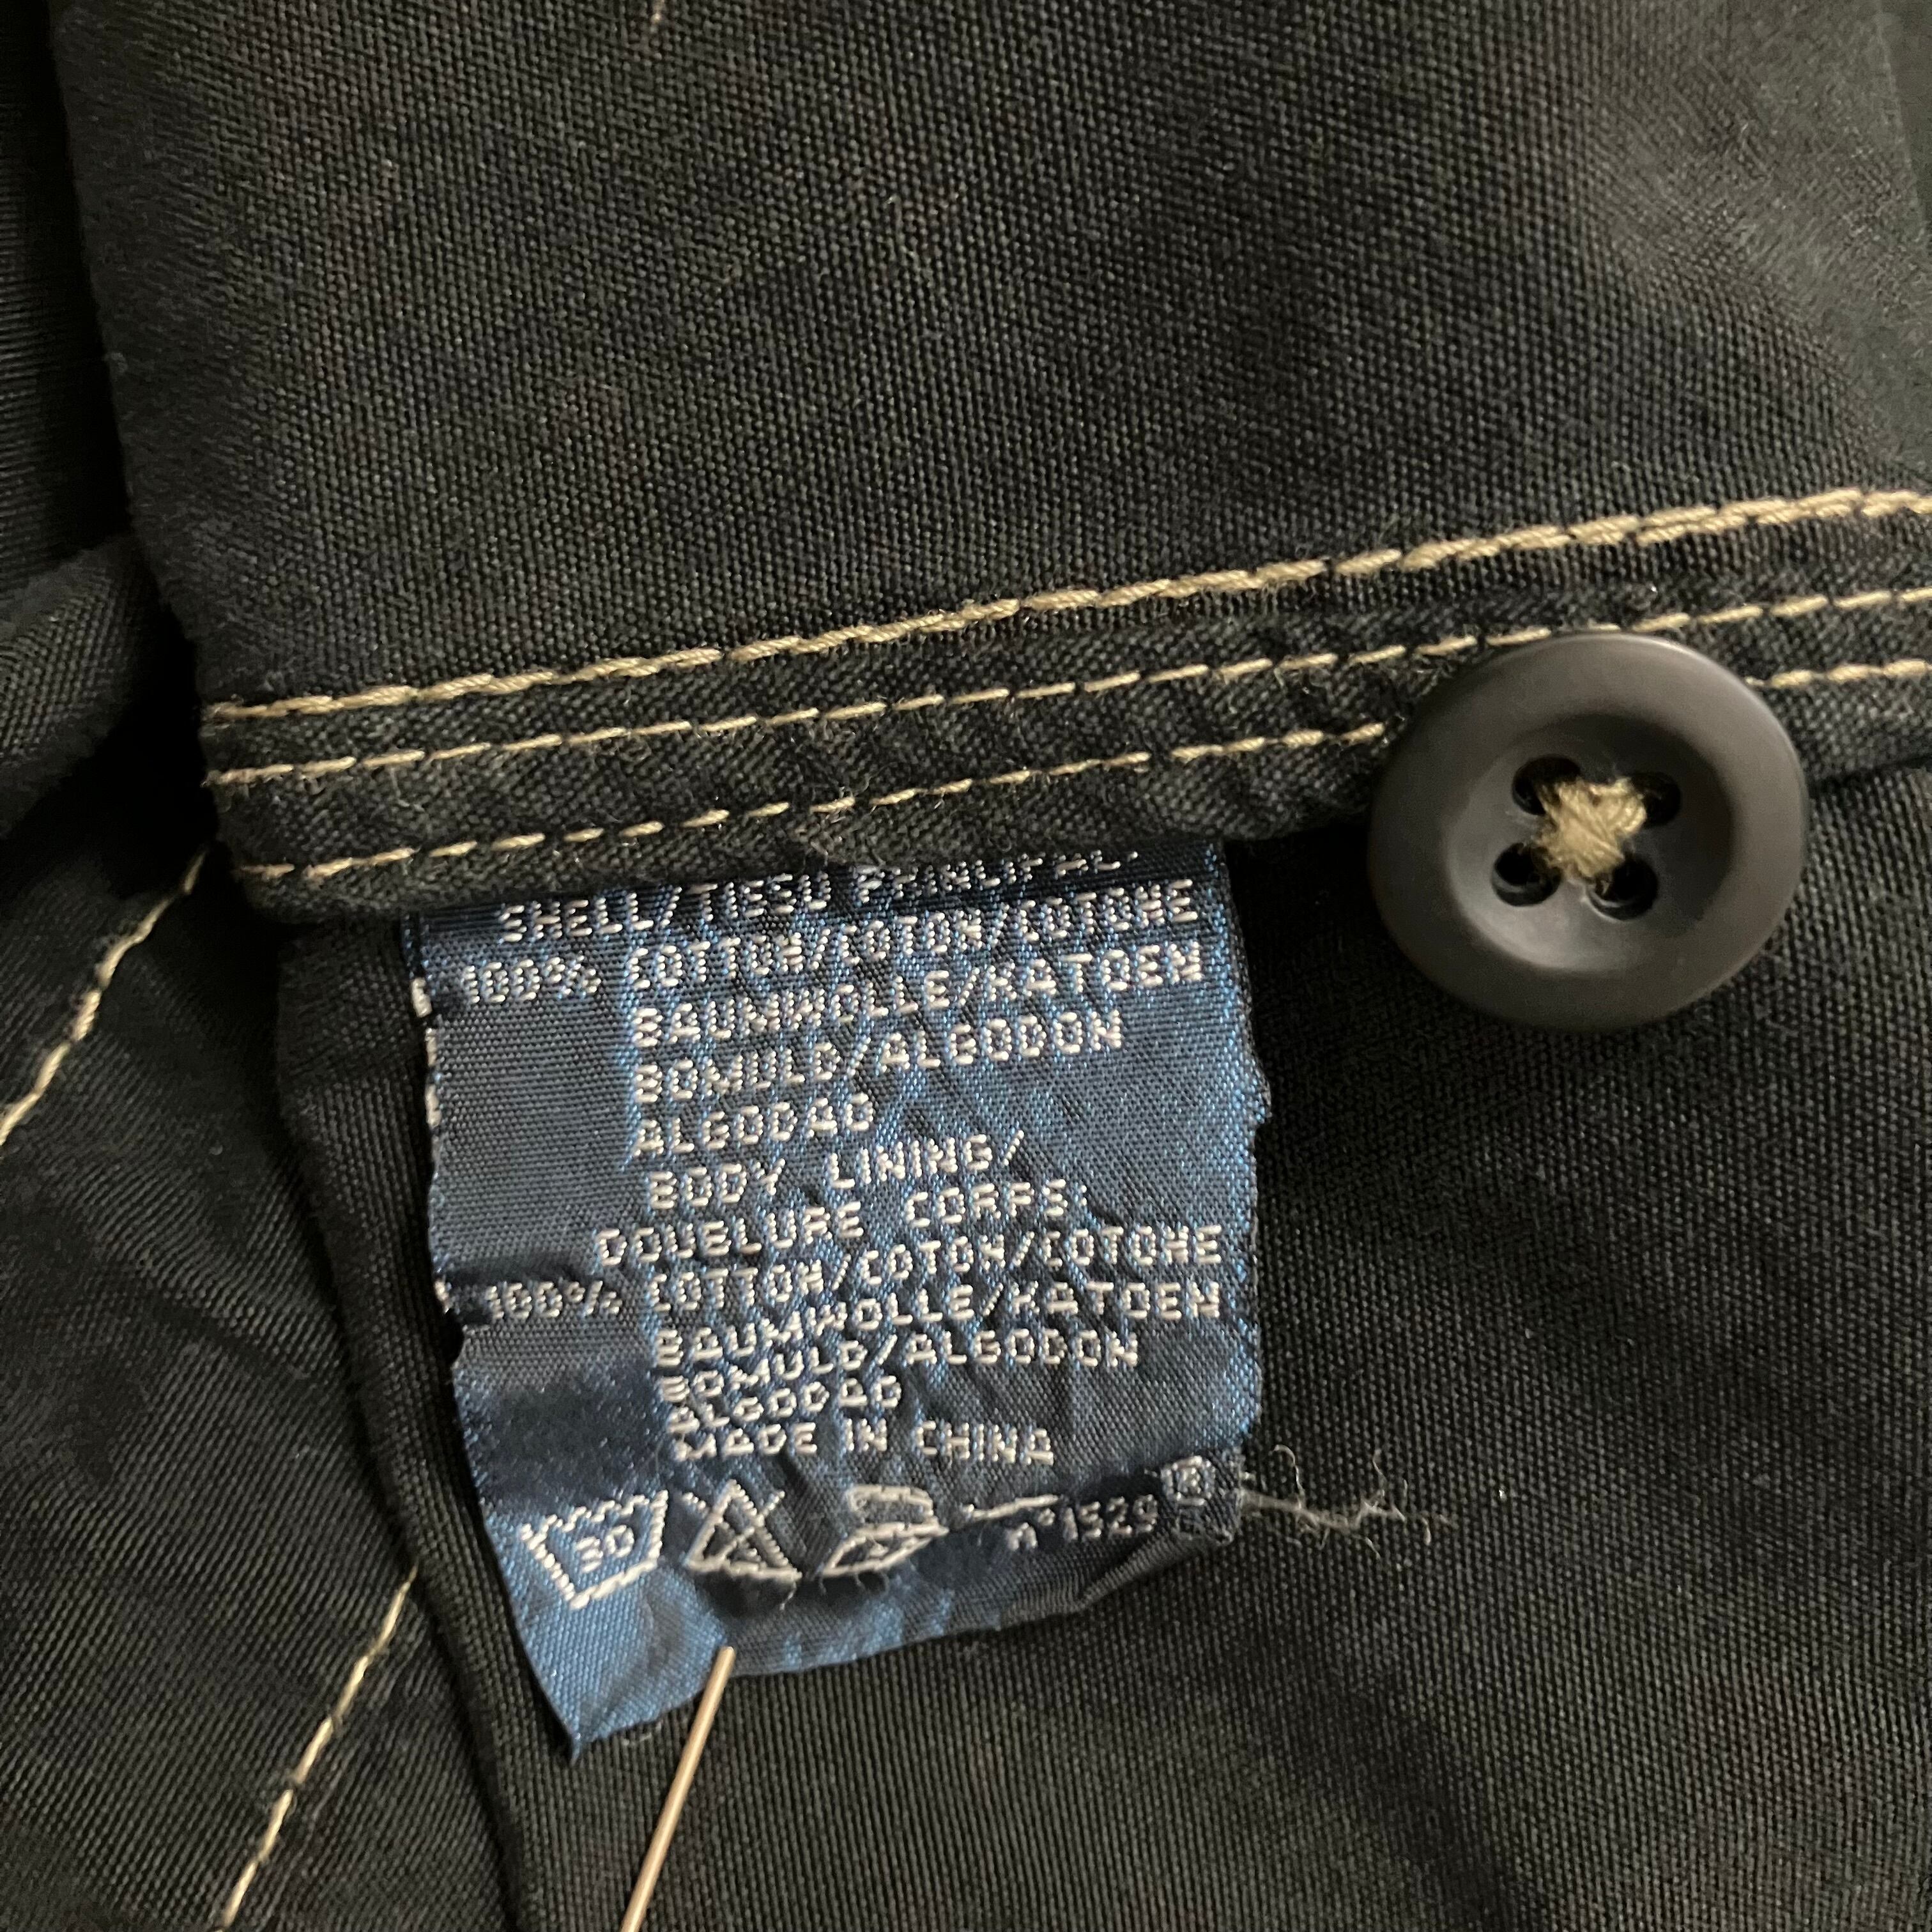 SHELL/TISSU PRINCIPAL:
100% COTTON/COTON/COTONE
BAUMWOLLE/KATOEN
BOMULD/ALGODON
ALGODAO
BODY LINING/
DOUBLURE CORPS:
100% COTTON/COTON/COTONE
BAUMWOLLE/KATOEN
BOMULD/ALGODON
ALGODAO
MADE IN CHINA
30 n°1529 ®